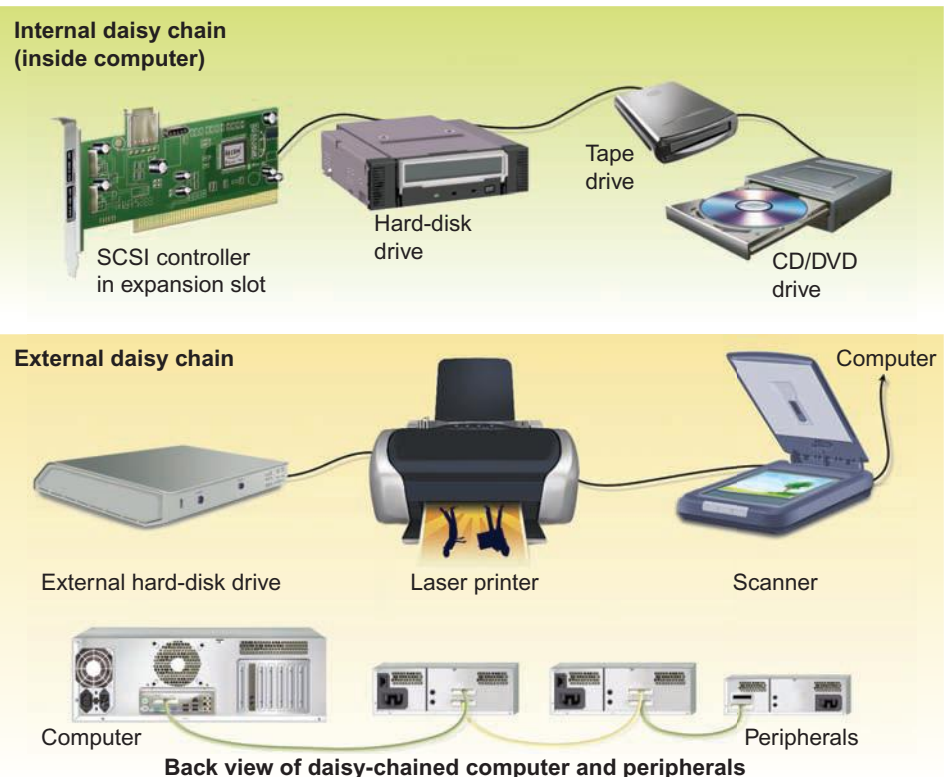 Internal daisy chain
(inside computer)
SCSI controller
in expansion slot
Hard-disk
drive
Tape
drive
CD/DVD
drive
External daisy chain
Computer
External hard-disk drive
Laser printer
Scanner
Computer
Peripherals
Back view of daisy-chained computer and peripherals